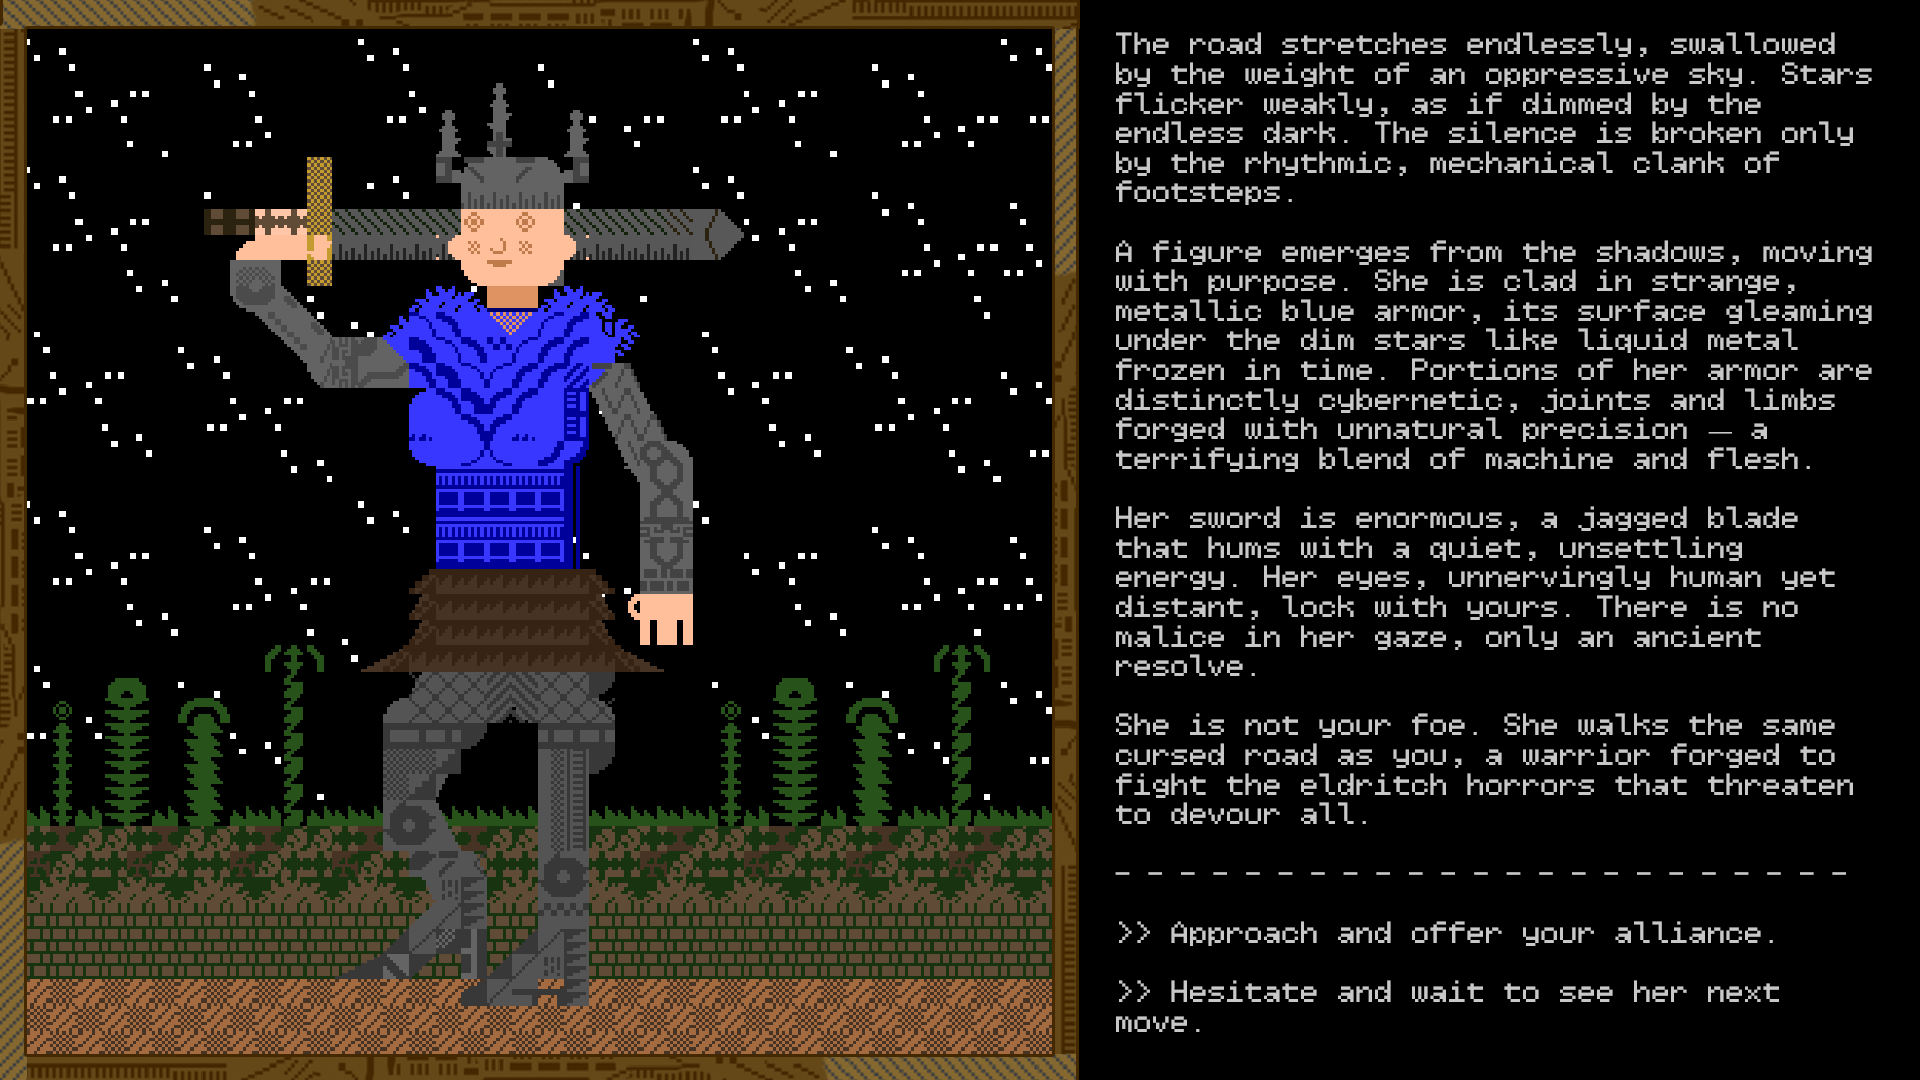 The road stretches endlessly, swallowed
by the weight of an oppressive sky. Stars
flicker weakly, as if dimmed by the
endless dark. The silence is broken only
by the rhythmic, mechanical clank of
footsteps.
A figure emerges from the shadows, moving
with purpose. She is clad in strange,
metallic blue armor, its surface gleaming
under the dim stars like liquid metal
frozen in time. Portions of her armor are
distinctly cybernetic, joints and limbs
forged with unnatural precision — a
terrifying blend of machine and flesh.
Her sword is enormous, a jagged blade
that hums with a quiet, unsettling
energy. Her eyes, unnervingly human yet
distant, lock with yours. There is no
malice in her gaze, only an ancient
resolve.
She is not your foe. She walks the same
cursed road as you, a warrior forged to
fight the eldritch horrors that threaten
to devour all.
- - - - - - - - - - - - - - - - - - - - - - -
>> Approach and offer your alliance.
>> Hesitate and wait to see her next
move.